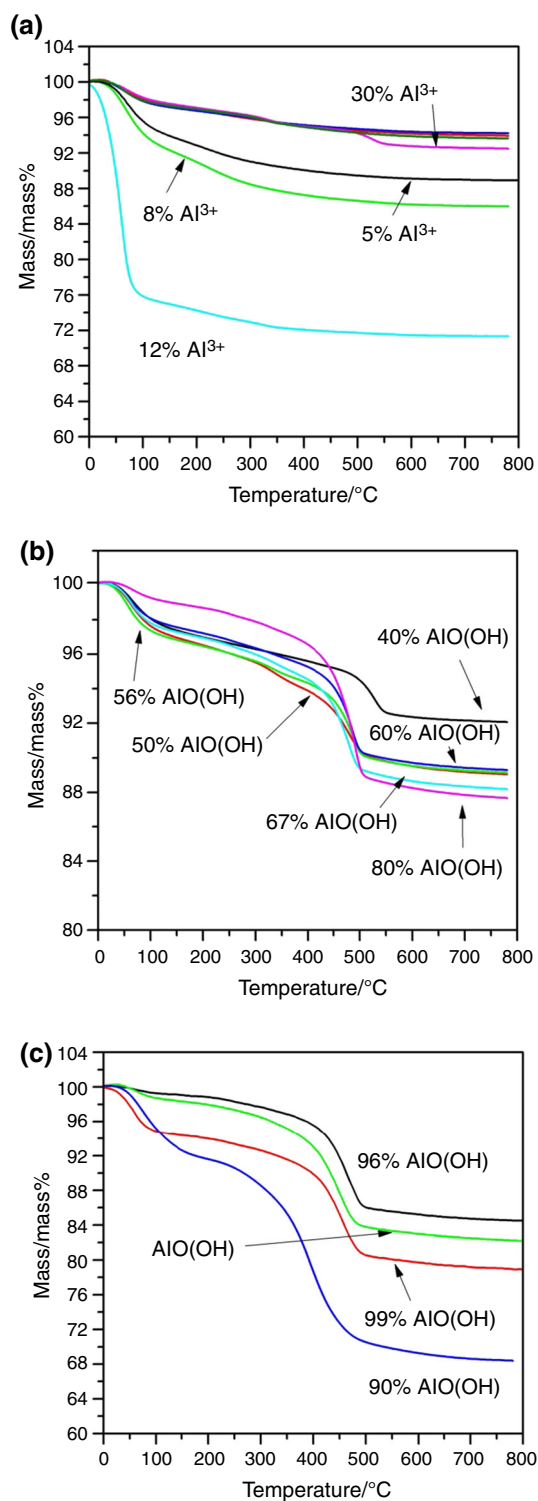 (a)
104
100
96
92
88
84
80
76
72
68
64
60
Mass/mass%
30% Al3+
8% Al3+
5% Al3+
12% Al3+
0 100 200 300 400 500 600 700 800
Temperature/°C
(b)
100
96
92
88
84
80
Mass/mass%
40% AlO(OH)
56% AlO(OH)
60% AlO(OH)
50% AlO(OH)
67% AlO(OH)
80% AlO(OH)
0 100 200 300 400 500 600 700 800
Temperature/°C
(c)
104
100
96
92
88
84
80
76
72
68
64
60
Mass/mass%
96% AlO(OH)
AlO(OH)
99% AlO(OH)
90% AlO(OH)
0 100 200 300 400 500 600 700 800
Temperature/°C